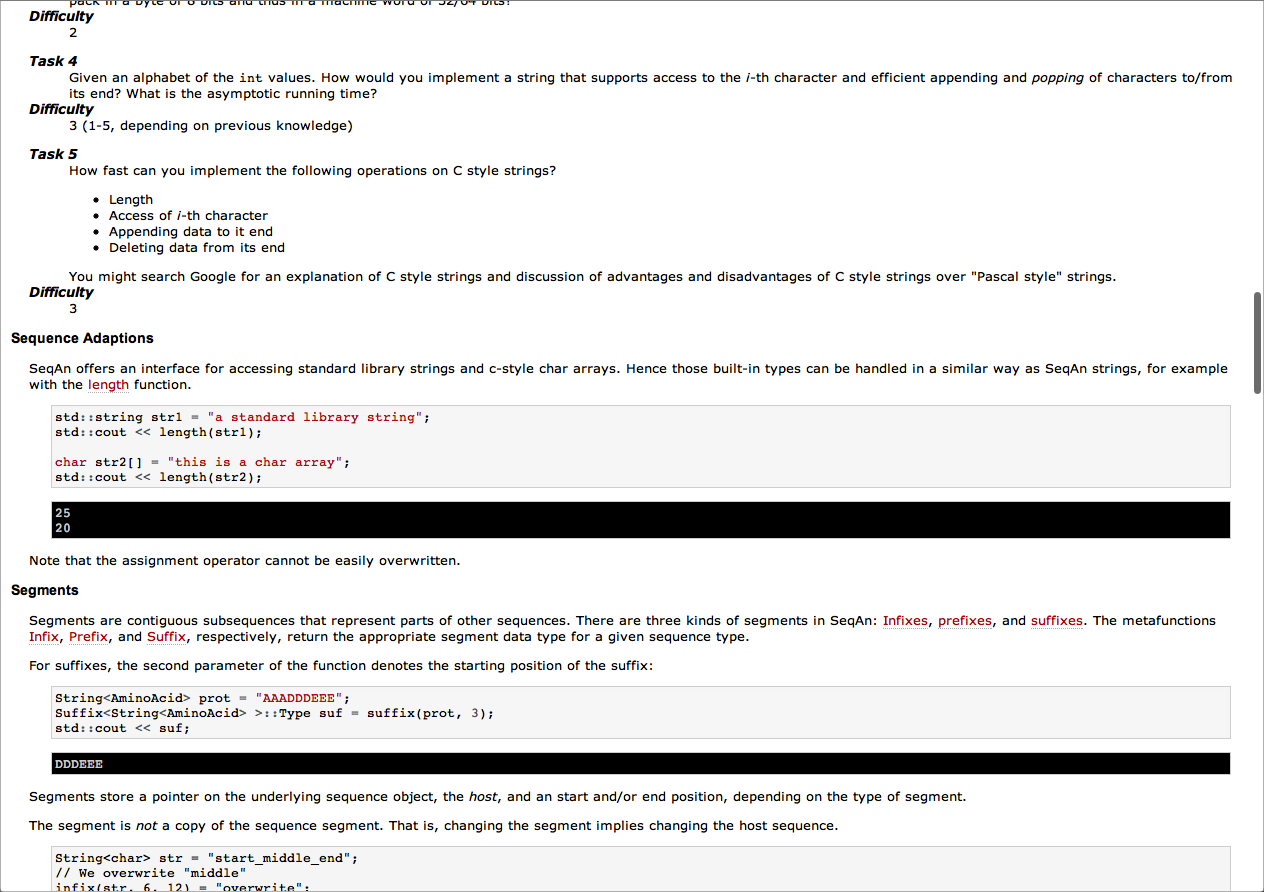 pack in a byte of 8 bits and thus in a machine word of 32/64 bits?
Difficulty
2
Task 4
Given an alphabet of the int values. How would you implement a string that supports access to the i-th character and efficient appending and popping of characters to/from
its end? What is the asymptotic running time?
Difficulty
3 (1-5, depending on previous knowledge)
Task 5
How fast can you implement the following operations on C style strings?
• Length
• Access of i-th character
• Appending data to it end
• Deleting data from its end
You might search Google for an explanation of C style strings and discussion of advantages and disadvantages of C style strings over "Pascal style" strings.
Difficulty
3
Sequence Adaptions
SeqAn offers an interface for accessing standard library strings and c-style char arrays. Hence those built-in types can be handled in a similar way as SeqAn strings, for example
with the length function.
std::string str1 = "a standard library string";
std::cout << length(str1);
char str2[] = "this is a char array";
std::cout << length(str2);
25
20
Note that the assignment operator cannot be easily overwritten.
Segments
Segments are contiguous subsequences that represent parts of other sequences. There are three kinds of segments in SeqAn: Infixes, prefixes, and suffixes. The metafunctions
Infix, Prefix, and Suffix, respectively, return the appropriate segment data type for a given sequence type.
For suffixes, the second parameter of the function denotes the starting position of the suffix:
String<AminoAcid> prot = "AAADDDEEE";
Suffix<String<AminoAcid> >::Type suf = suffix(prot, 3);
std::cout << suf;
DDDEEE
Segments store a pointer on the underlying sequence object, the host, and an start and/or end position, depending on the type of segment.
The segment is not a copy of the sequence segment. That is, changing the segment implies changing the host sequence.
String<char> str = "start_middle_end";
// We overwrite "middle"
infix(str, 6, 12) = "overwrite";